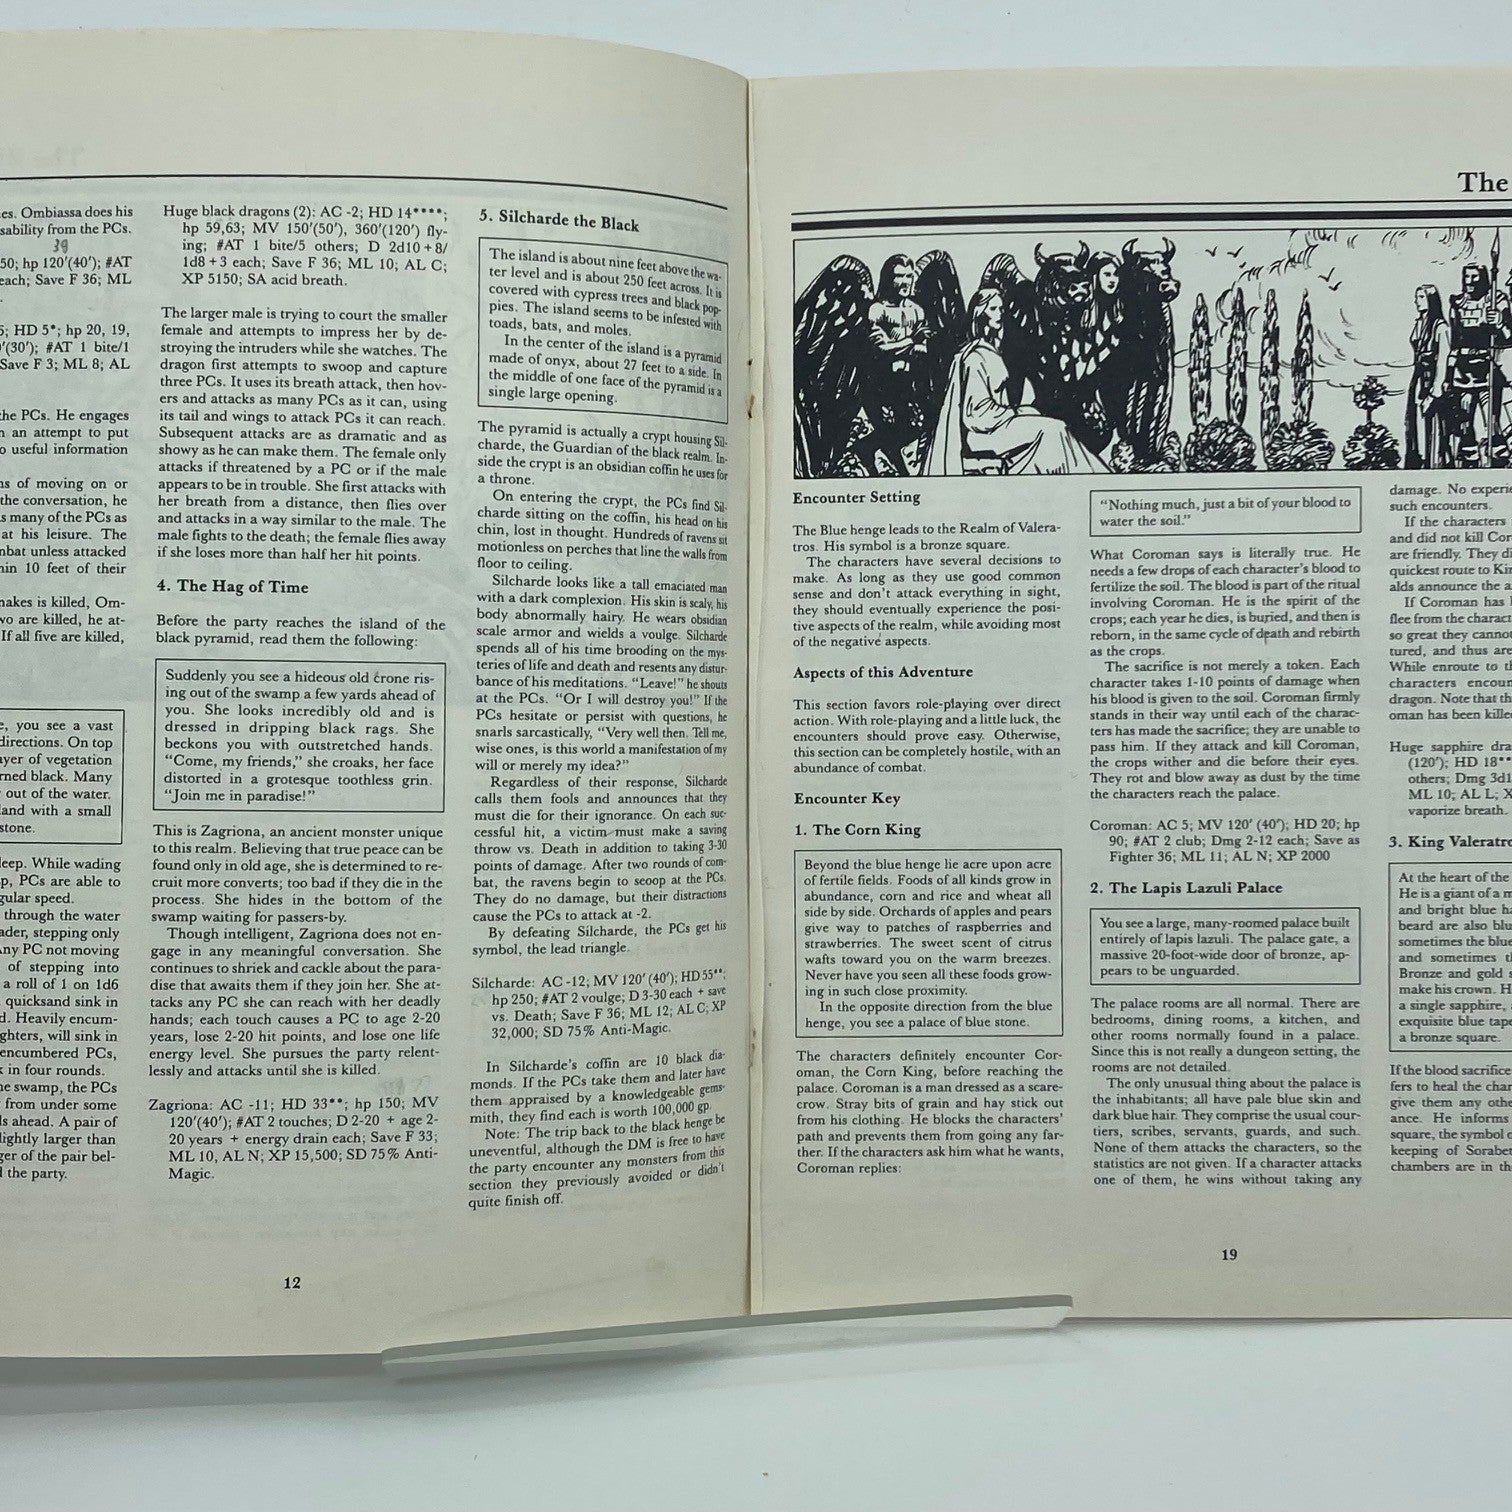 es. Ombiassa does his
sability from the PCs.
39
50; hp 120'(40'); #AT
each; Save F 36; ML
5; HD 5*; hp 20, 19,
'(30'); #AT 1 bite/1
Save F 3; ML 8; AL
the PCs. He engages
n an attempt to put
o useful information
ns of moving on or
the conversation, he
s many of the PCs as
at his leisure. The
mbat unless attacked
hin 10 feet of their
nakes is killed, Om-
wo are killed, he at-
If all five are killed,
e, you see a vast
directions. On top
ayer of vegetation
rned black. Many
out of the water.
land with a small
stone.
leep. While wading
p, PCs are able to
gular speed.
through the water
ader, stepping only
Any PC not moving
of stepping into
a roll of 1 on 1d6
quicksand sink in
d. Heavily encum-
ghters, will sink in
encumbered PCs,
k in four rounds.
he swamp, the PCs
from under some
ds ahead. A pair of
lightly larger than
ger of the pair bel-
d the party.
Huge black dragons (2): AC -2; HD 14****;
hp 59,63; MV 150'(50'), 360'(120') fly-
ing; #AT 1 bite/5 others; D 2d10+8/
1d8+3 each; Save F 36; ML 10; AL C;
XP 5150; SA acid breath.
The larger male is trying to court the smaller
female and attempts to impress her by de-
stroying the intruders while she watches. The
dragon first attempts to swoop and capture
three PCs. It uses its breath attack, then hov-
ers and attacks as many PCs as it can, using
its tail and wings to attack PCs it can reach.
Subsequent attacks are as dramatic and as
showy as he can make them. The female only
attacks if threatened by a PC or if the male
appears to be in trouble. She first attacks with
her breath from a distance, then flies over
and attacks in a way similar to the male. The
male fights to the death; the female flies away
if she loses more than half her hit points.
4. The Hag of Time
Before the party reaches the island of the
black pyramid, read them the following:
Suddenly you see a hideous old crone ris-
ing out of the swamp a few yards ahead of
you. She looks incredibly old and is
dressed in dripping black rags. She
beckons you with outstretched hands.
"Come, my friends," she croaks, her face
distorted in a grotesque toothless grin.
"Join me in paradise!"
This is Zagriona, an ancient monster unique
to this realm. Believing that true peace can be
found only in old age, she is determined to re-
cruit more converts; too bad if they die in the
process. She hides in the bottom of the
swamp waiting for passers-by.
Though intelligent, Zagriona does not en-
gage in any meaningful conversation. She
continues to shriek and cackle about the para-
dise that awaits them if they join her. She at-
tacks any PC she can reach with her deadly
hands; each touch causes a PC to age 2-20
years, lose 2-20 hit points, and lose one life
energy level. She pursues the party relent-
lessly and attacks until she is killed.
Zagriona: AC -11; HD 33**; hp 150; MV
120'(40'); #AT 2 touches; D 2-20 + age 2-
20 years + energy drain each; Save F 33;
ML 10, AL N; XP 15,500; SD 75% Anti-
Magic.
5. Silcharde the Black
The island is about nine feet above the wa-
ter level and is about 250 feet across. It is
covered with cypress trees and black pop-
pies. The island seems to be infested with
toads, bats, and moles.
In the center of the island is a pyramid
made of onyx, about 27 feet to a side. In
the middle of one face of the pyramid is a
single large opening.
The pyramid is actually a crypt housing Sil-
charde, the Guardian of the black realm. In-
side the crypt is an obsidian coffin he uses for
a throne.
On entering the crypt, the PCs find Sil-
charde sitting on the coffin, his head on his
chin, lost in thought. Hundreds of ravens sit
motionless on perches that line the walls from
floor to ceiling.
Silcharde looks like a tall emaciated man
with a dark complexion. His skin is scaly, his
body abnormally hairy. He wears obsidian
scale armor and wields a voulge. Silcharde
spends all of his time brooding on the mys-
teries of life and death and resents any distur-
bance of his meditations. "Leave!" he shouts
at the PCs. "Or I will destroy you!" If the
PCs hesitate or persist with questions, he
snarls sarcastically, "Very well then. Tell me,
wise ones, is this world a manifestation of my
will or merely my idea?"
Regardless of their response, Silcharde
calls them fools and announces that they
must die for their ignorance. On each suc-
cessful hit, a victim must make a saving
throw vs. Death in addition to taking 3-30
points of damage. After two rounds of com-
bat, the ravens begin to scoop at the PCs.
They do no damage, but their distractions
cause the PCs to attack at -2.
By defeating Silcharde, the PCs get his
symbol, the lead triangle.
Silcharde: AC -12; MV 120' (40'); HD 55**;
hp 250; #AT 2 voulge; D 3-30 each + save
vs. Death; Save F 36; ML 12; AL C; XP
32,000; SD 75% Anti-Magic.
In Silcharde's coffin are 10 black dia-
monds. If the PCs take them and later have
them appraised by a knowledgeable gems-
mith, they find each is worth 100,000 gp.
Note: The trip back to the black henge be
uneventful, although the DM is free to have
the party encounter any monsters from this
section they previously avoided or didn't
quite finish off.
12
The
Encounter Setting
The Blue henge leads to the Realm of Valera-
tros. His symbol is a bronze square.
The characters have several decisions to
make. As long as they use good common
sense and don't attack everything in sight,
they should eventually experience the posi-
tive aspects of the realm, while avoiding most
of the negative aspects.
Aspects of this Adventure
This section favors role-playing over direct
action. With role-playing and a little luck, the
encounters should prove easy. Otherwise,
this section can be completely hostile, with an
abundance of combat.
Encounter Key
1. The Corn King
Beyond the blue henge lie acre upon acre
of fertile fields. Foods of all kinds grow in
abundance, corn and rice and wheat all
side by side. Orchards of apples and pears
give way to patches of raspberries and
strawberries. The sweet scent of citrus
wafts toward you on the warm breezes.
Never have you seen all these foods grow-
ing in such close proximity.
In the opposite direction from the blue
henge, you see a palace of blue stone.
The characters definitely encounter Cor-
oman, the Corn King, before reaching the
palace. Coroman is a man dressed as a scare-
crow. Stray bits of grain and hay stick out
from his clothing. He blocks the characters'
path and prevents them from going any far-
ther. If the characters ask him what he wants,
Coroman replies:
"Nothing much, just a bit of your blood to
water the soil."
What Coroman says is literally true. He
needs a few drops of each character's blood to
fertilize the soil. The blood is part of the ritual
involving Coroman. He is the spirit of the
crops; each year he dies, is buried, and then is
reborn, in the same cycle of death and rebirth
as the crops.
The sacrifice is not merely a token. Each
character takes 1-10 points of damage when
his blood is given to the soil. Coroman firmly
stands in their way until each of the charac-
ters has made the sacrifice; they are unable to
pass him. If they attack and kill Coroman,
the crops wither and die before their eyes.
They rot and blow away as dust by the time
the characters reach the palace.
Coroman: AC 5; MV 120' (40'); HD 20; hp
90; #AT 2 club; Dmg 2-12 each; Save as
Fighter 36; ML 11; AL N; XP 2000
2. The Lapis Lazuli Palace
You see a large, many-roomed palace built
entirely of lapis lazuli. The palace gate, a
massive 20-foot-wide door of bronze, ap-
pears to be unguarded.
The palace rooms are all normal. There are
bedrooms, dining rooms, a kitchen, and
other rooms normally found in a palace.
Since this is not really a dungeon setting, the
rooms are not detailed.
The only unusual thing about the palace is
the inhabitants; all have pale blue skin and
dark blue hair. They comprise the usual cour-
tiers, scribes, servants, guards, and such.
None of them attacks the characters, so the
statistics are not given. If a character attacks
one of them, he wins without taking any
damage. No experie
such encounters.
If the characters
and did not kill Cor
are friendly. They di
quickest route to Kin
alds announce the a
If Coroman has
flee from the charact
so great they cannot
tured, and thus are
While enroute to th
characters encoun
dragon. Note that th
oman has been kille
Huge sapphire dra
(120'); HD 18**
others; Dmg 3d1
ML 10; AL L; X
vaporize breath.
3. King Valeratro
At the heart of the
He is a giant of a m
and bright blue ha
beard are also blu
sometimes the blue
and sometimes th
Bronze and gold s
make his crown. H
a single sapphire,
exquisite blue tape
a bronze square.
If the blood sacrifice
fers to heal the char
give them any othe
ance. He informs
square, the symbol o
keeping of Sorabet
chambers are in th
19